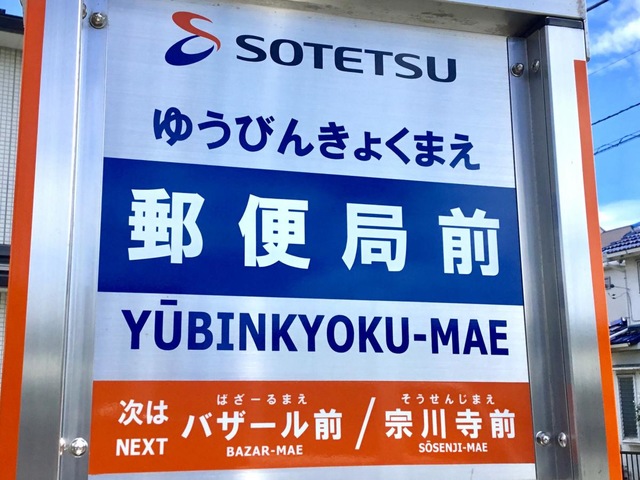 SOTETSU
ゆうびんきょくまえ
郵便局前
YŪBINKYOKU-MAE
次は NEXT
ばざーるまえ
バザール前
BAZAR-MAE
/
そうせんじまえ
宗川寺前
SŌSENJI-MAE